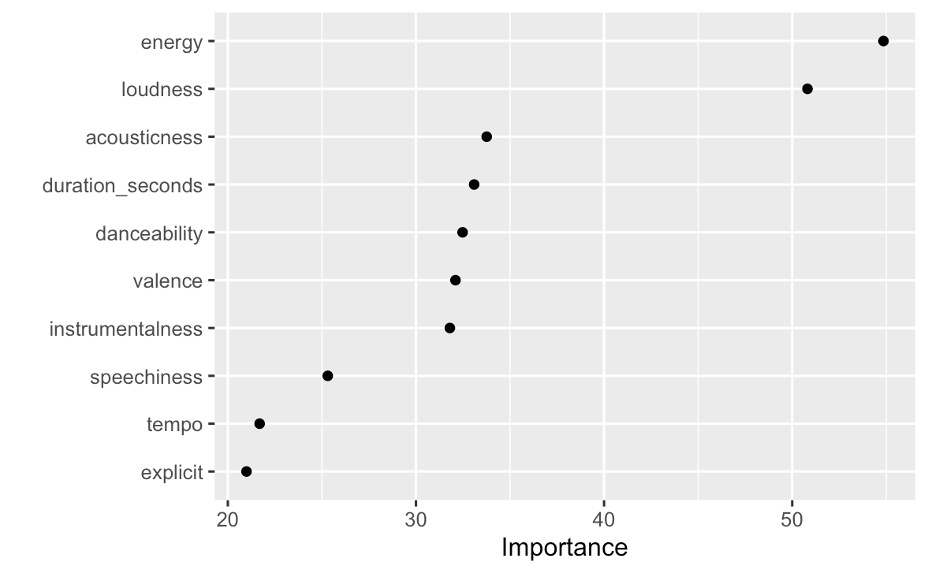 energy
loudness
acousticness
duration_seconds
danceability
valence
instrumentalness
speechiness
tempo
explicit
20 30 40 50
Importance